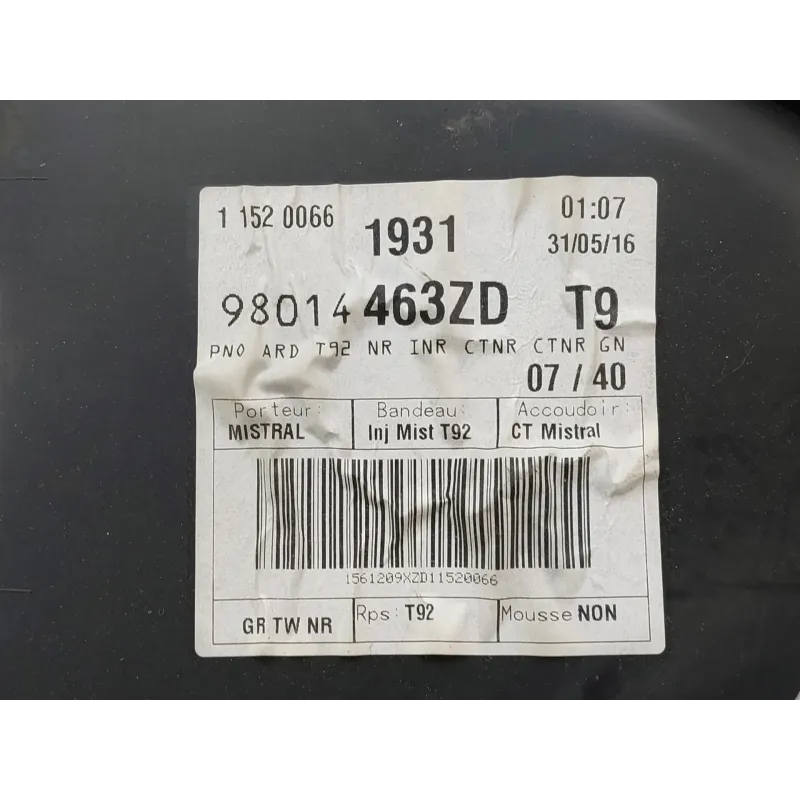 1 152 0066 1931 01:07
31/05/16
98014 463ZD T9
PNO ARD T92 NR INR CTNR CTNR GN
07 / 40
Porteur: Bandeau: Accoudoir:
MISTRAL Inj Mist T92 CT Mistral
1561209XZD11520066
GR TW NR Rps: T92 Mousse NON